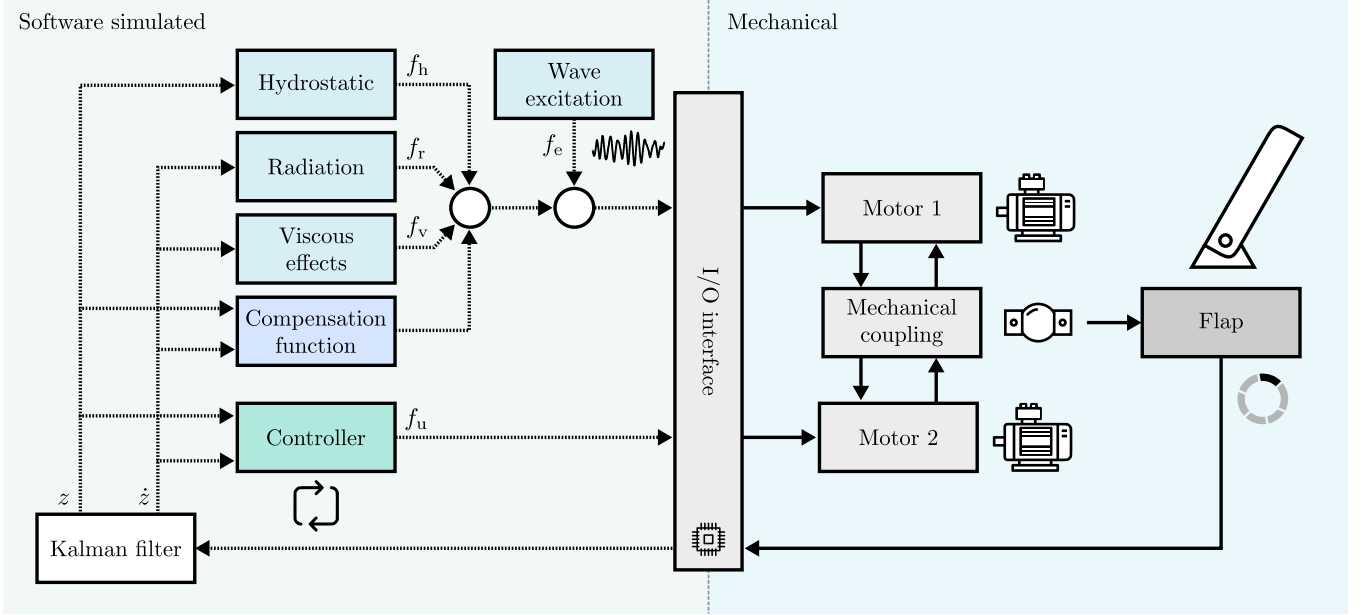 Software simulated
Mechanical
Hydrostatic
f_h
Wave
excitation
f_e
Radiation
f_r
Viscous
effects
f_v
Compensation
function
Controller
f_u
z
ż
Kalman filter
I/O interface
Motor 1
Mechanical
coupling
Motor 2
Flap